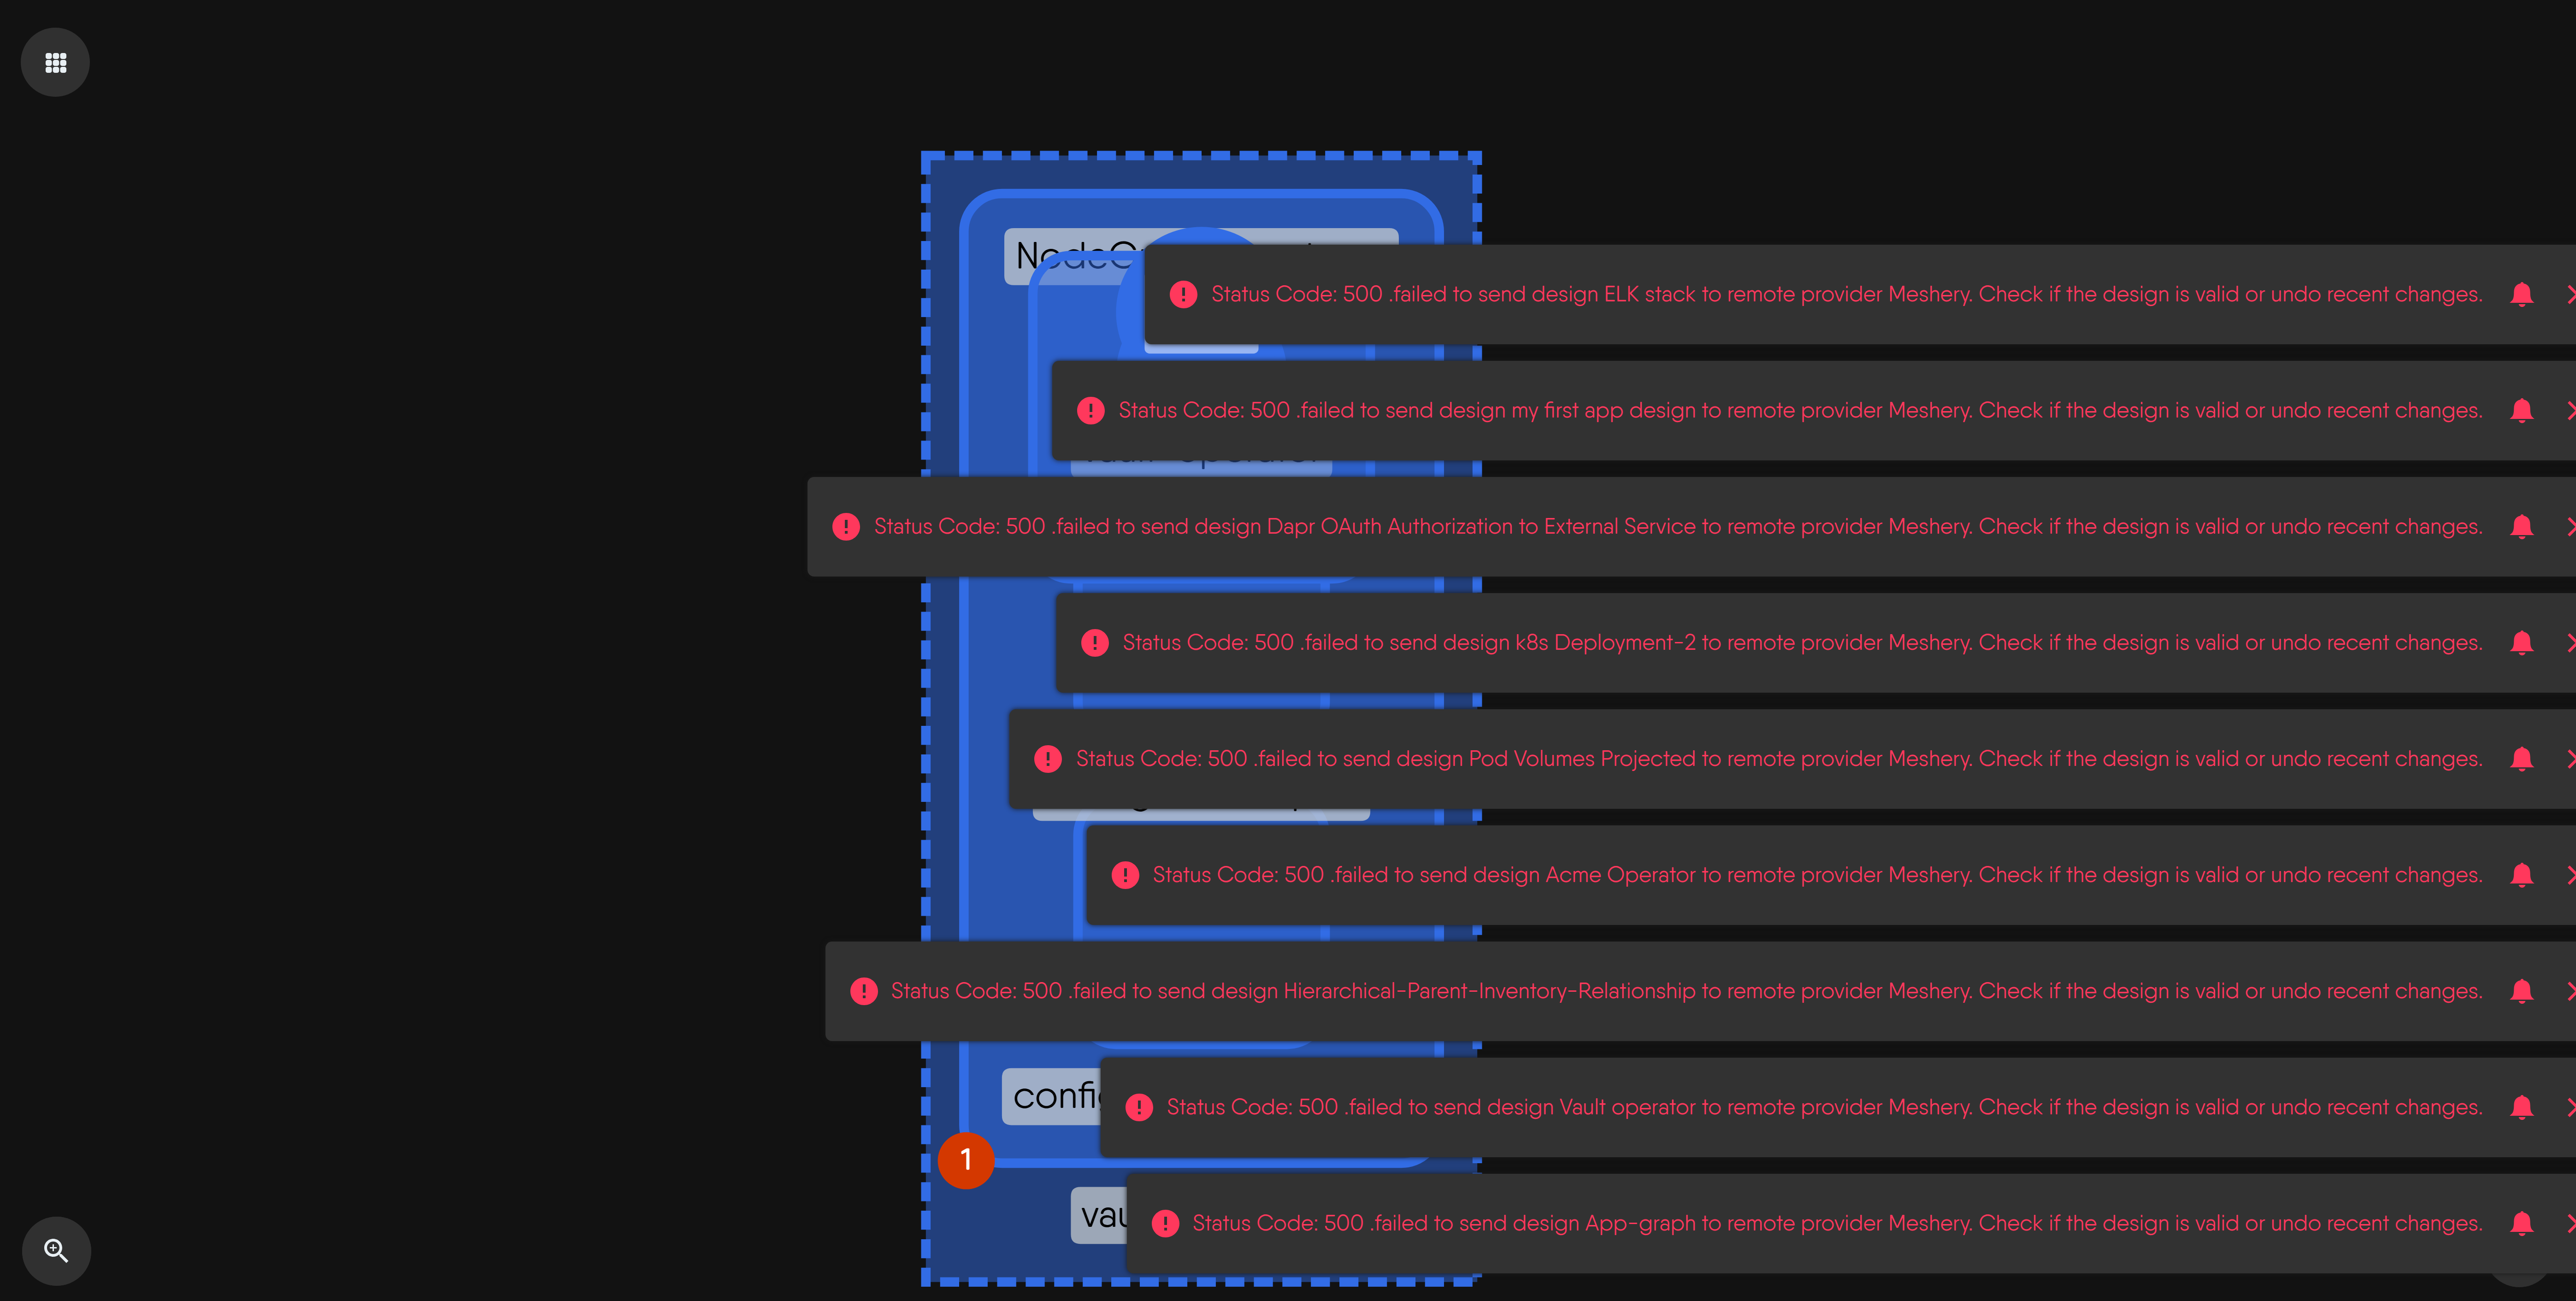 Status Code: 500 .failed to send design ELK stack to remote provider Meshery. Check if the design is valid or undo recent changes.
Status Code: 500 .failed to send design my first app design to remote provider Meshery. Check if the design is valid or undo recent changes.
Status Code: 500 .failed to send design Dapr OAuth Authorization to External Service to remote provider Meshery. Check if the design is valid or undo recent changes.
Status Code: 500 .failed to send design k8s Deployment-2 to remote provider Meshery. Check if the design is valid or undo recent changes.
Status Code: 500 .failed to send design Pod Volumes Projected to remote provider Meshery. Check if the design is valid or undo recent changes.
Status Code: 500 .failed to send design Acme Operator to remote provider Meshery. Check if the design is valid or undo recent changes.
Status Code: 500 .failed to send design Hierarchical-Parent-Inventory-Relationship to remote provider Meshery. Check if the design is valid or undo recent changes.
Status Code: 500 .failed to send design Vault operator to remote provider Meshery. Check if the design is valid or undo recent changes.
1
Status Code: 500 .failed to send design App-graph to remote provider Meshery. Check if the design is valid or undo recent changes.